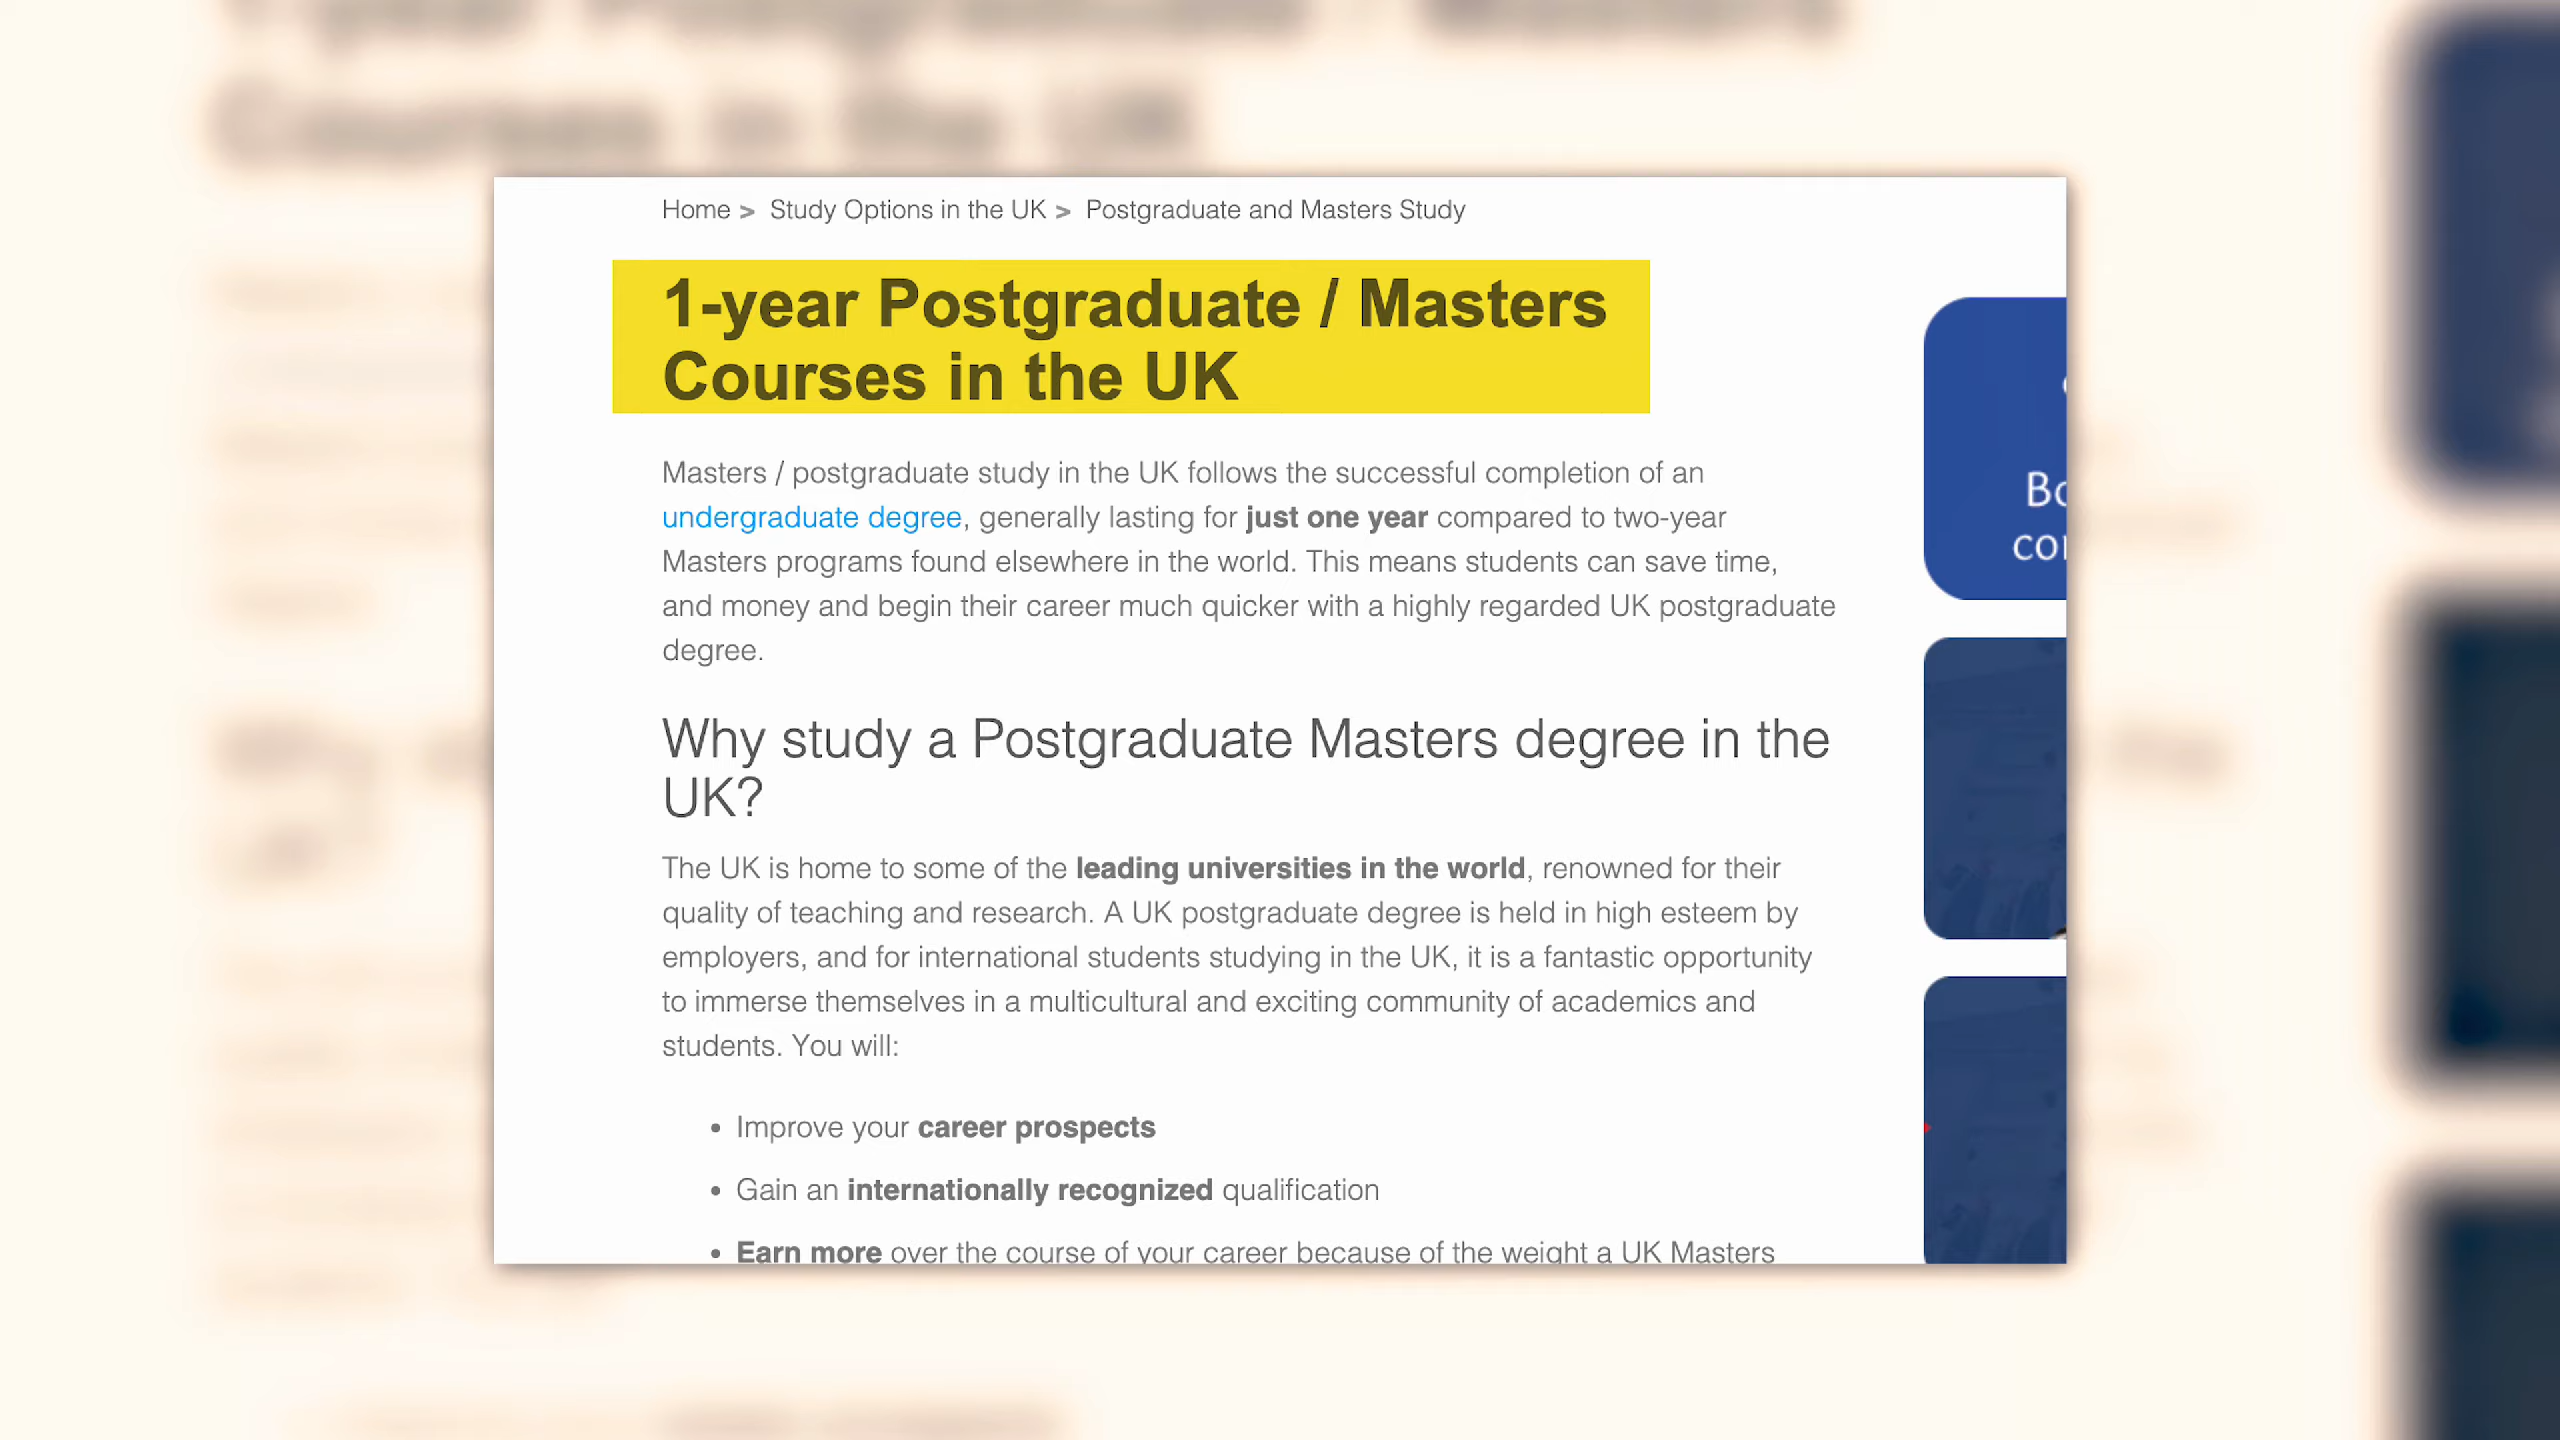 Home > Study Options in the UK > Postgraduate and Masters Study
1-year Postgraduate / Masters
Courses in the UK
Masters / postgraduate study in the UK follows the successful completion of an
undergraduate degree, generally lasting for just one year compared to two-year
Masters programs found elsewhere in the world. This means students can save time,
and money and begin their career much quicker with a highly regarded UK postgraduate
degree.
Why study a Postgraduate Masters degree in the
UK?
The UK is home to some of the leading universities in the world, renowned for their
quality of teaching and research. A UK postgraduate degree is held in high esteem by
employers, and for international students studying in the UK, it is a fantastic opportunity
to immerse themselves in a multicultural and exciting community of academics and
students. You will:
• Improve your career prospects
• Gain an internationally recognized qualification
• Earn more over the course of your career because of the weight a UK Masters